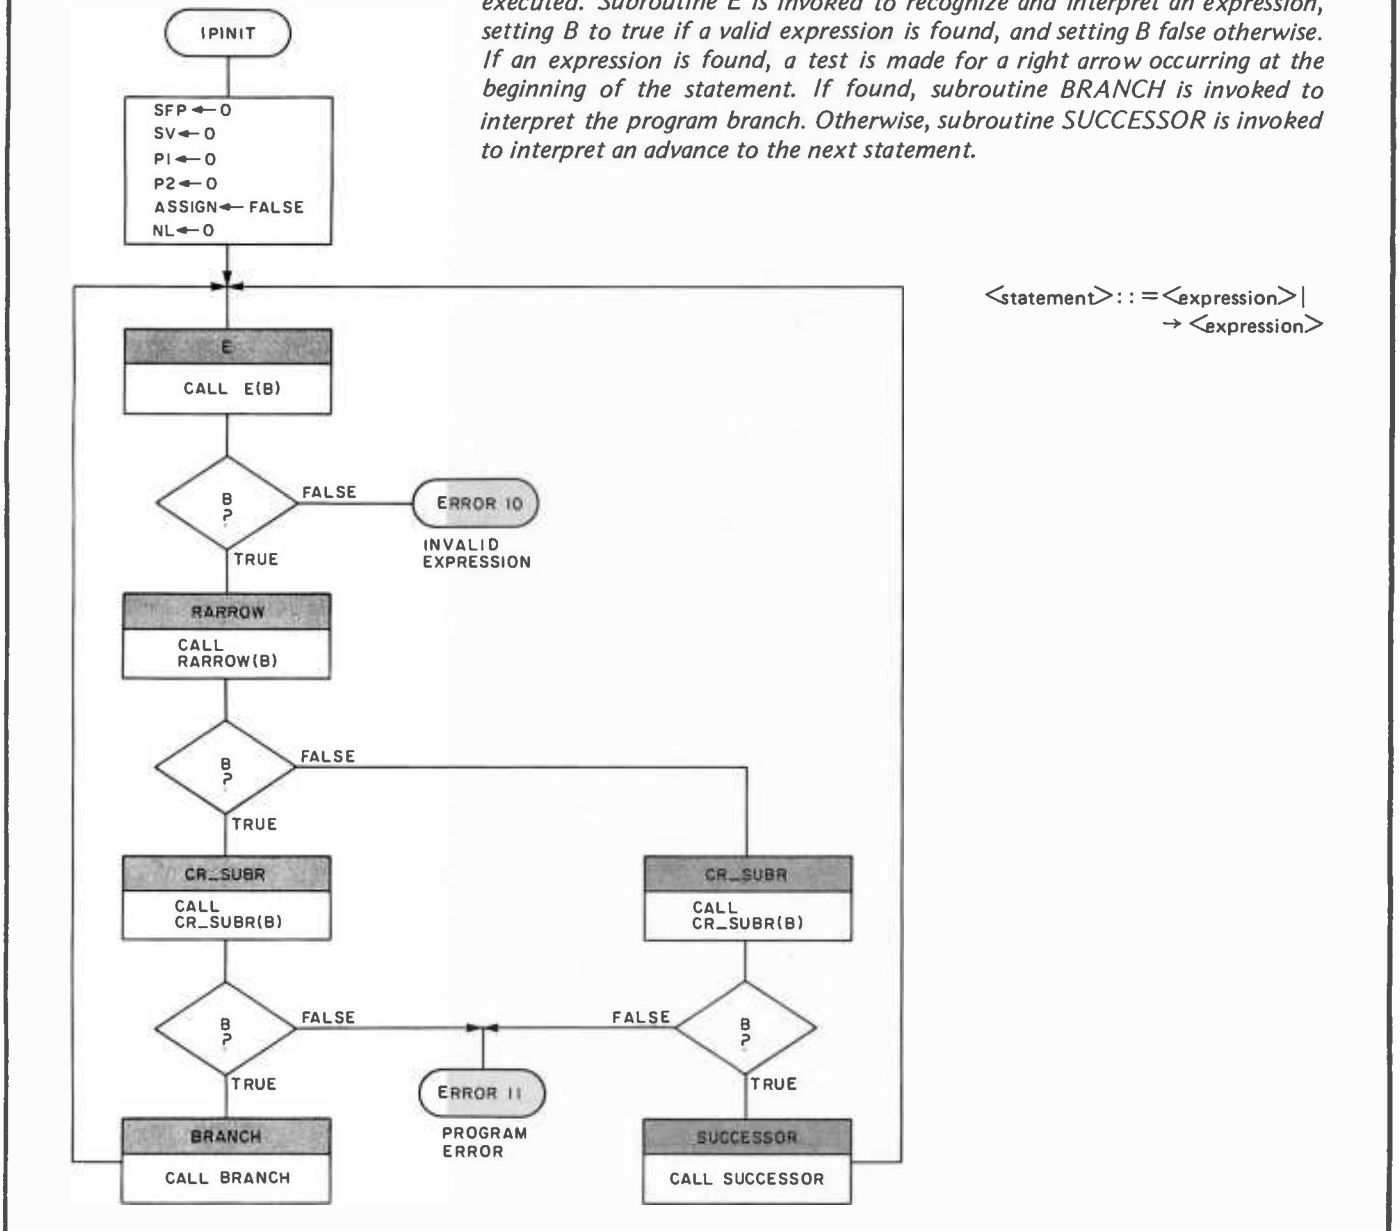 executed. Subroutine E is invoked to recognize and interpret an expression,
setting B to true if a valid expression is found, and setting B false otherwise.
If an expression is found, a test is made for a right arrow occurring at the
beginning of the statement. If found, subroutine BRANCH is invoked to
interpret the program branch. Otherwise, subroutine SUCCESSOR is invoked
to interpret an advance to the next statement.
IPINIT
SFP←0
SV←0
P1←0
P2←0
ASSIGN←FALSE
NL←0
<statement>::=<expression>|
→<expression>
E
CALL E(B)
B
?
FALSE
ERROR 10
INVALID
EXPRESSION
TRUE
RARROW
CALL
RARROW(B)
B
?
FALSE
TRUE
CR_SUBR
CALL
CR_SUBR(B)
CR_SUBR
CALL
CR_SUBR(B)
B
?
FALSE
FALSE
B
?
TRUE
ERROR 11
PROGRAM
ERROR
TRUE
BRANCH
CALL BRANCH
SUCCESSOR
CALL SUCCESSOR